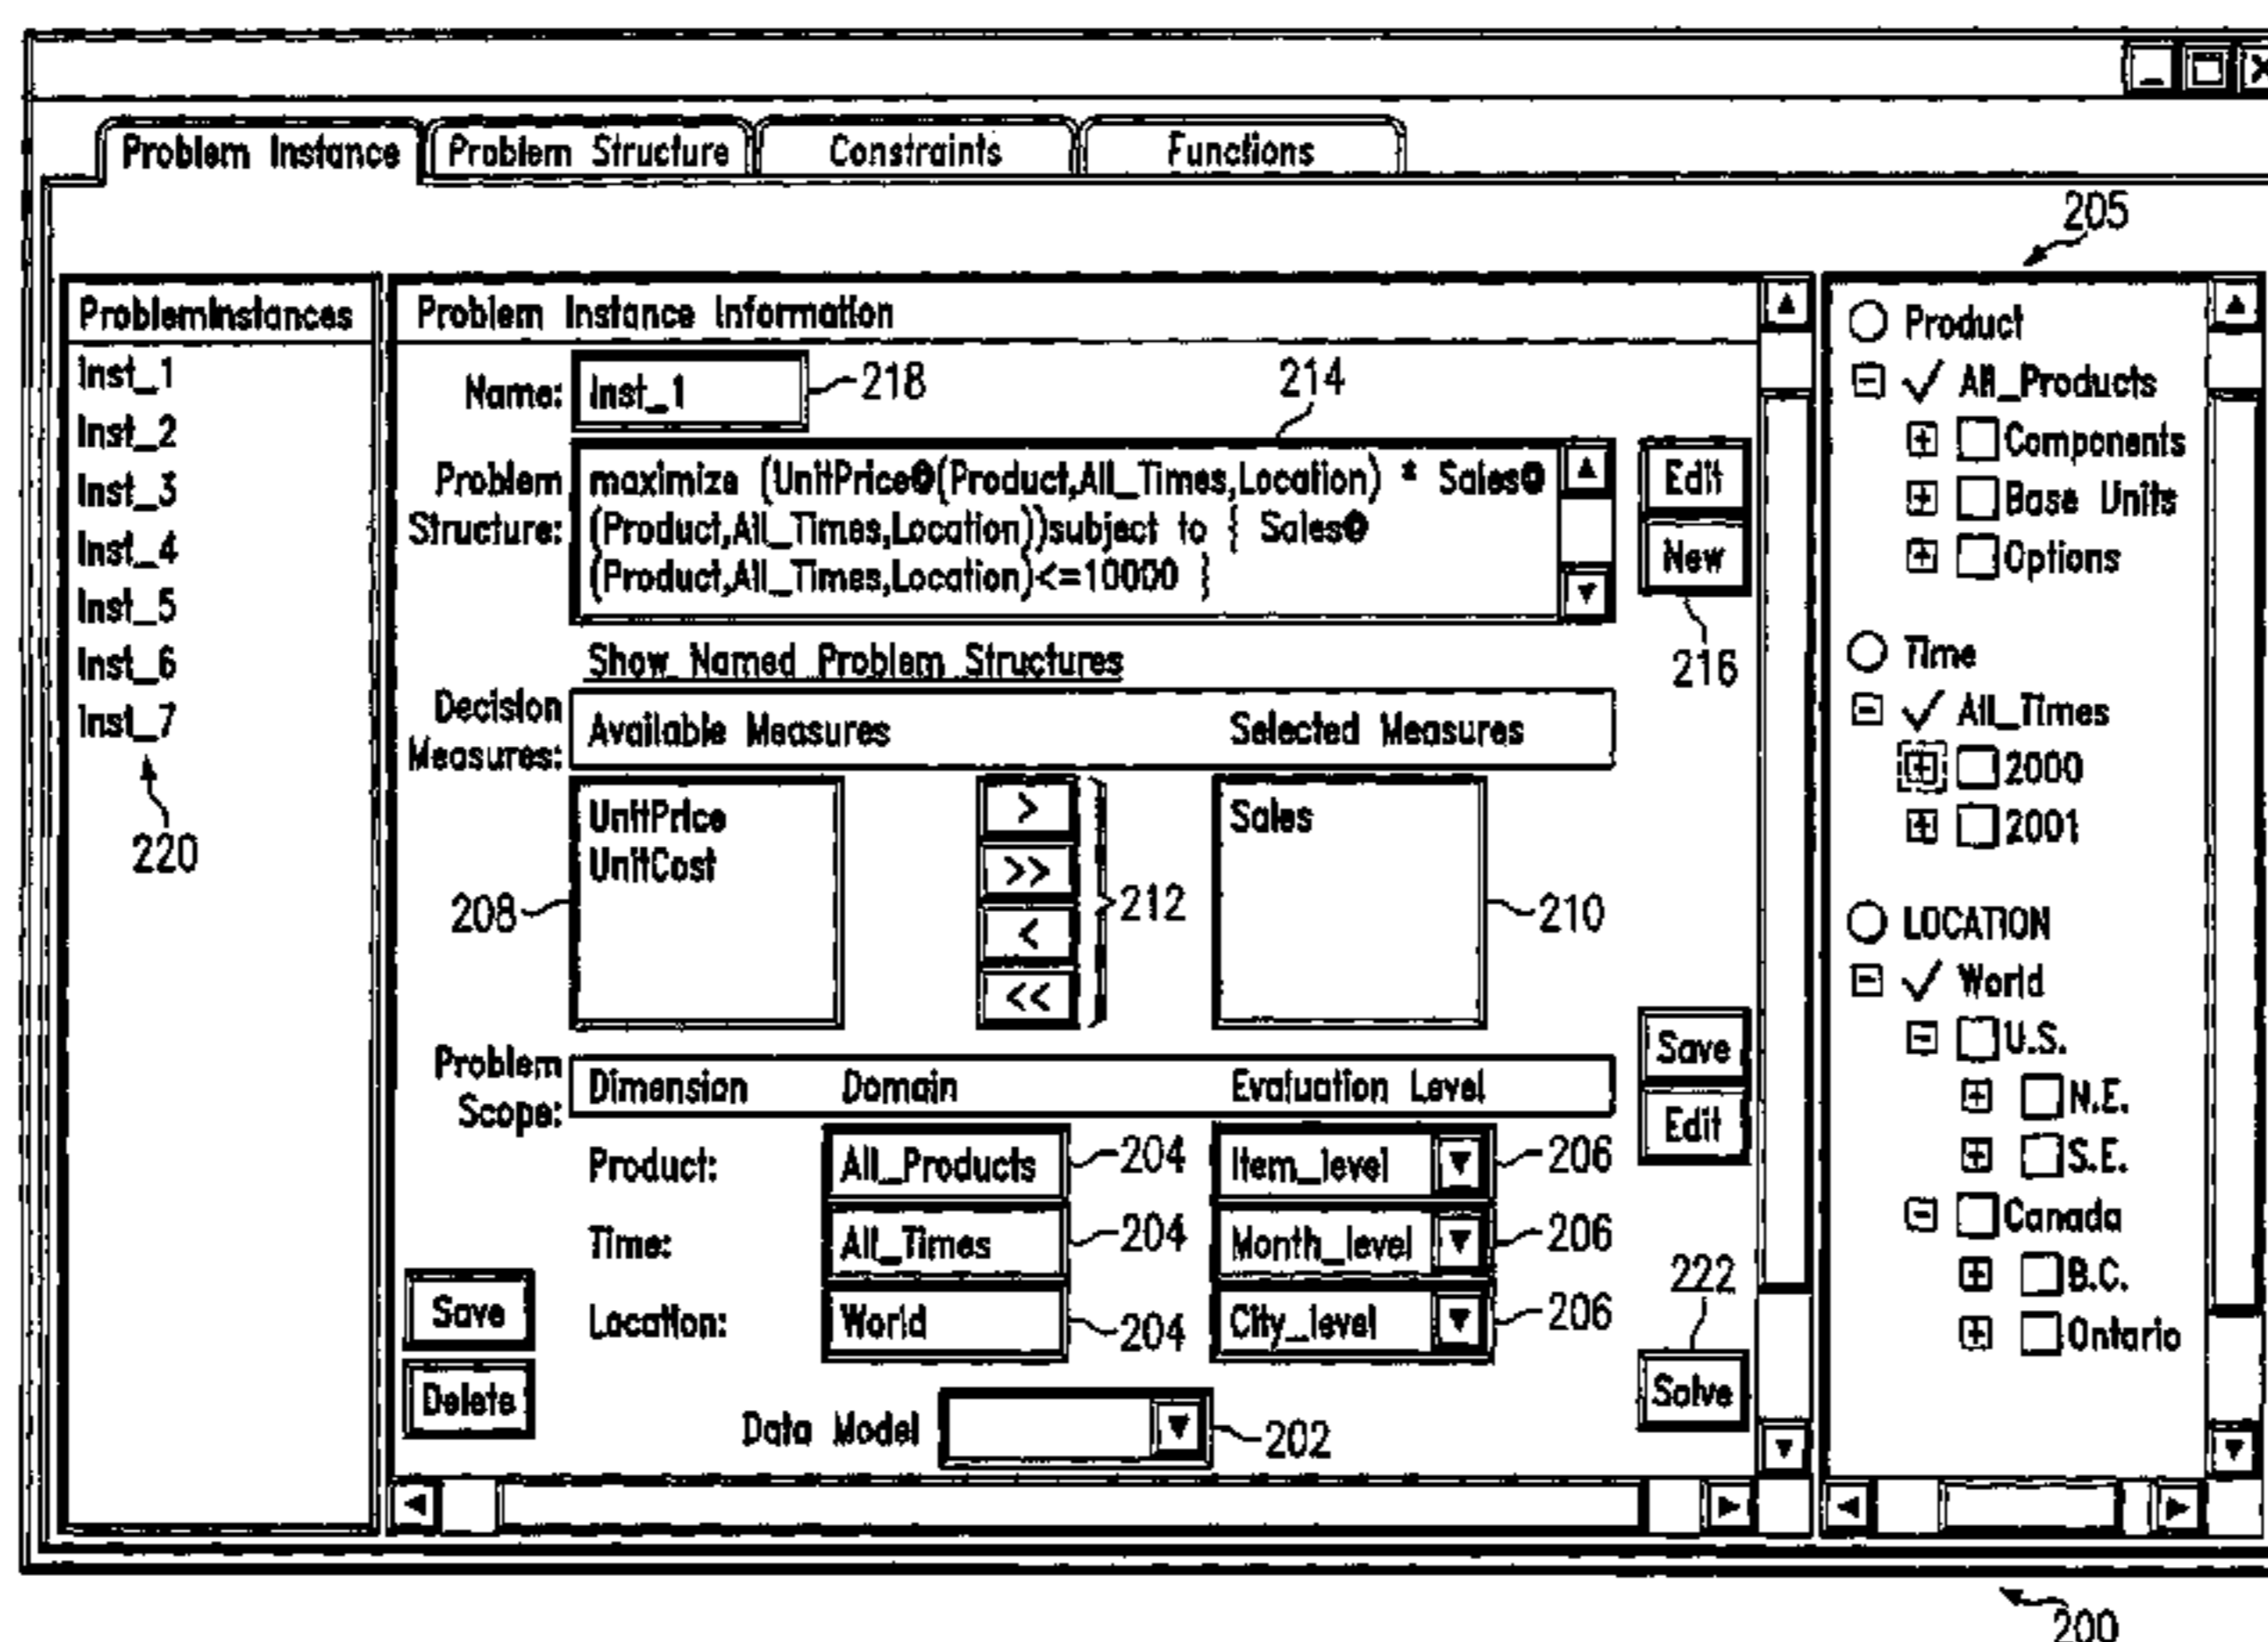 Problem Instance
Problem Structure
Constraints
Functions
205
ProblemInstances
Inst_1
Inst_2
Inst_3
Inst_4
Inst_5
Inst_6
Inst_7
220
Problem Instance Information
Name: Inst_1
218
214
Problem Structure:
maximize (UnitPrice@(Product,All_Times,Location) * Sales@
(Product,All_Times,Location))subject to { Sales@
(Product,All_Times,Location)<=10000 }
Edit
New
216
Show Named Problem Structures
Decision Measures:
Available Measures Selected Measures
UnitPrice
UnitCost
208
>
>>
<
<<
212
Sales
210
Save
Edit
Problem Scope:
Dimension Domain Evaluation Level
Product: All_Products 204 Item_level 206
Time: All_Times 204 Month_level 206
Location: World 204 City_level 206
Save
Delete
222
Solve
Data Model 202
Product
All_Products
Components
Base Units
Options
Time
All_Times
2000
2001
LOCATION
World
U.S.
N.E.
S.E.
Canada
B.C.
Ontario
200